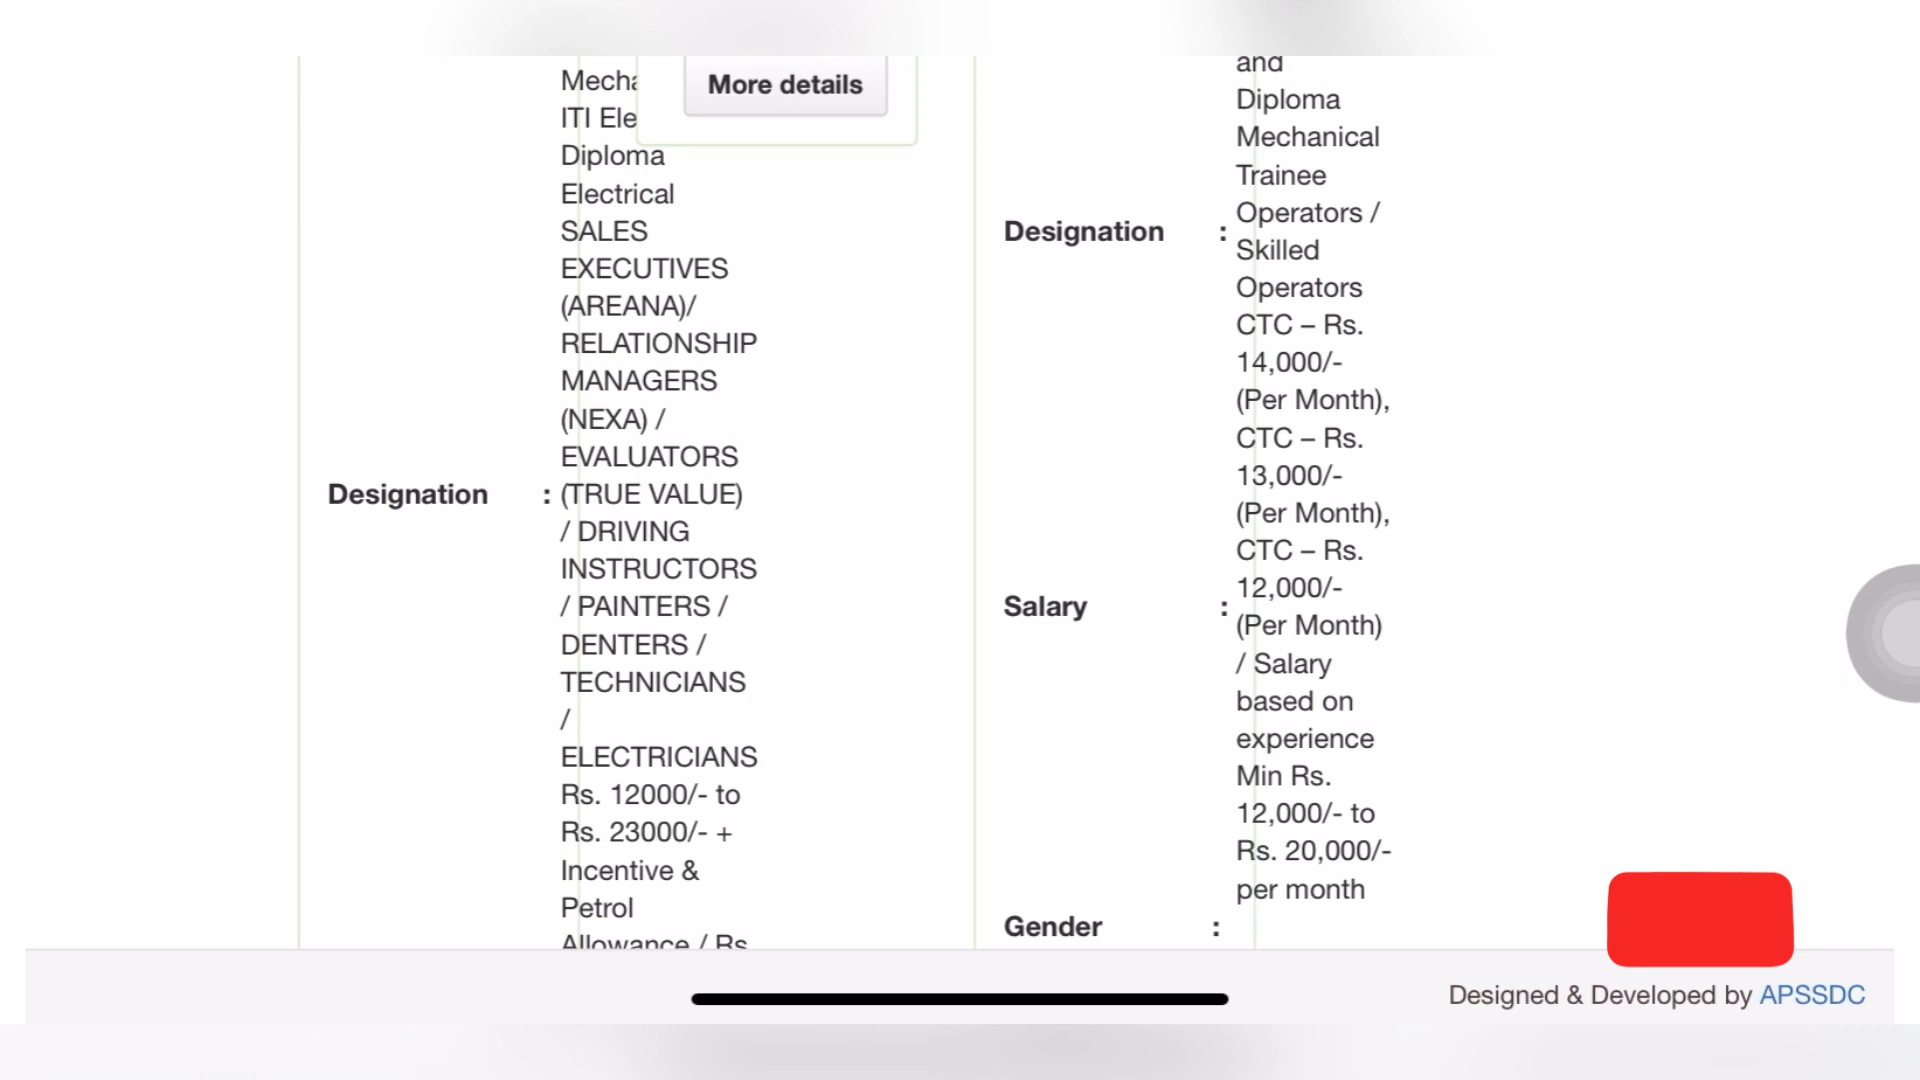 Mecha
ITI Ele
Diploma
Electrical
SALES
EXECUTIVES
(AREANA)/
RELATIONSHIP
MANAGERS
(NEXA) /
EVALUATORS
Designation : (TRUE VALUE)
/ DRIVING
INSTRUCTORS
/ PAINTERS /
DENTERS /
TECHNICIANS
/
ELECTRICIANS
Rs. 12000/- to
Rs. 23000/- +
Incentive &
Petrol
Allowance / Rs
More details
and
Diploma
Mechanical
Trainee
Operators /
Designation :
Skilled
Operators
CTC – Rs.
14,000/-
(Per Month),
CTC – Rs.
13,000/-
(Per Month),
CTC – Rs.
12,000/-
Salary :
(Per Month)
/ Salary
based on
experience
Min Rs.
12,000/- to
Rs. 20,000/-
per month
Gender :
Designed & Developed by APSSDC